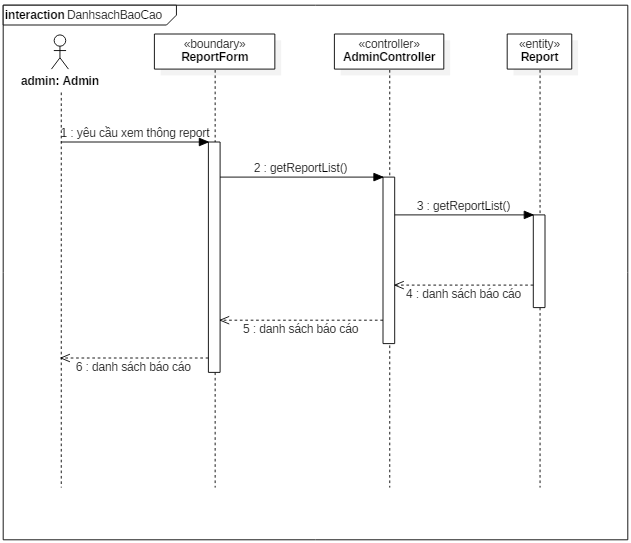 interaction DanhsachBaoCao
admin: Admin
«boundary»
ReportForm
«controller»
AdminController
«entity»
Report
1 : yêu cầu xem thông report
2 : getReportList()
3 : getReportList()
4 : danh sách báo cáo
5 : danh sách báo cáo
6 : danh sách báo cáo